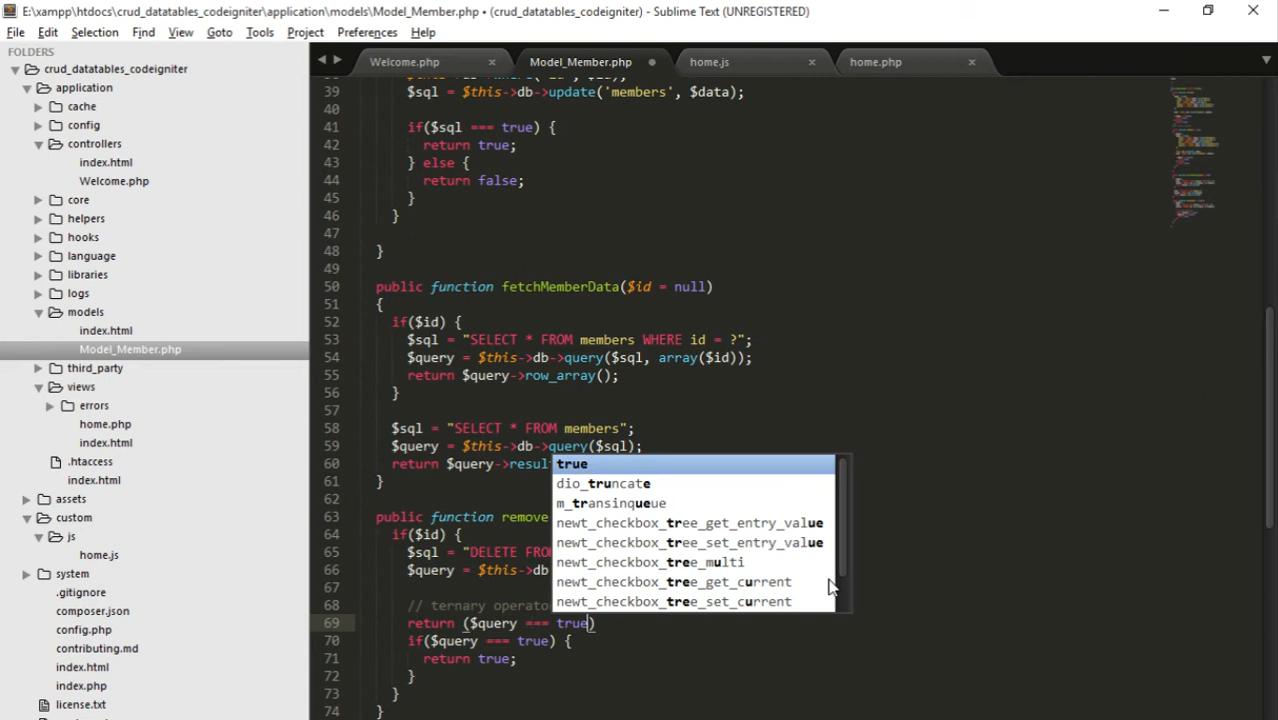 E:\xampp\htdocs\crud_datatables_codeigniter\application\models\Model_Member.php • (crud_datatables_codeigniter) - Sublime Text (UNREGISTERED)
File Edit Selection Find View Goto Tools Project Preferences Help
FOLDERS
crud_datatables_codeigniter
application
cache
config
controllers
index.html
Welcome.php
core
helpers
hooks
language
libraries
logs
models
index.html
Model_Member.php
third_party
views
errors
home.php
index.html
.htaccess
index.html
assets
custom
js
home.js
system
.gitignore
composer.json
config.php
contributing.md
index.html
index.php
license.txt
Welcome.php Model_Member.php home.js home.php
39 $sql = $this->db->update('members', $data);
40
41 if($sql === true) {
42 return true;
43 } else {
44 return false;
45 }
46 }
47
48 }
49
50 public function fetchMemberData($id = null)
51 {
52 if($id) {
53 $sql = "SELECT * FROM members WHERE id = ?";
54 $query = $this->db->query($sql, array($id));
55 return $query->row_array();
56 }
57
58 $sql = "SELECT * FROM members";
59 $query = $this->db->query($sql);
60 return $query->resul
61 }
62
63 public function remove
64 if($id) {
65 $sql = "DELETE FRO
66 $query = $this->db
67
68 // ternary operato
69 return ($query === true)
70 if($query === true) {
71 return true;
72 }
73 }
74 }
true
dio_truncate
m_transinqueue
newt_checkbox_tree_get_entry_value
newt_checkbox_tree_set_entry_value
newt_checkbox_tree_multi
newt_checkbox_tree_get_current
newt_checkbox_tree_set_current